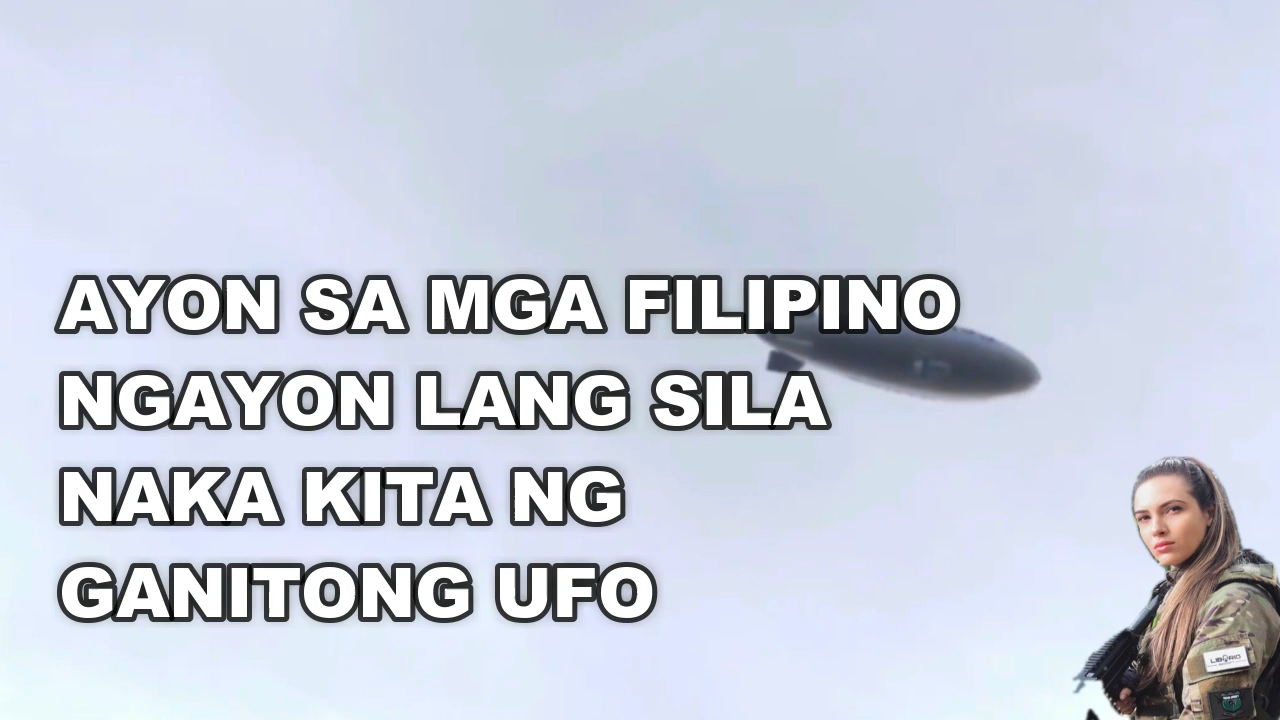 AYON SA MGA FILIPINO
NGAYON LANG SILA
NAKA KITA NG
GANITONG UFO